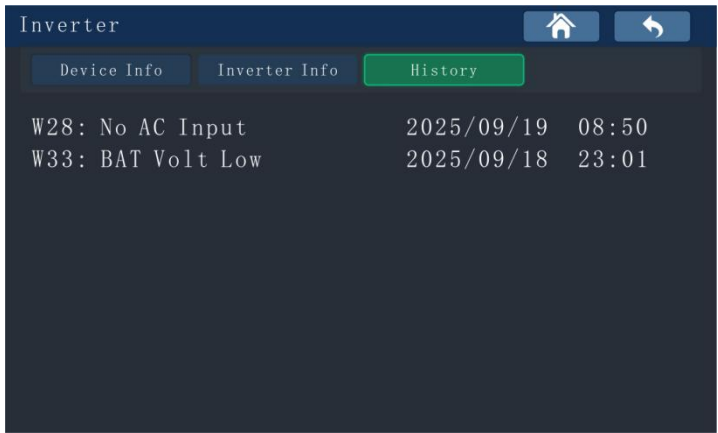 Inverter
Device Info Inverter Info History
W28: No AC Input 2025/09/19 08:50
W33: BAT Volt Low 2025/09/18 23:01